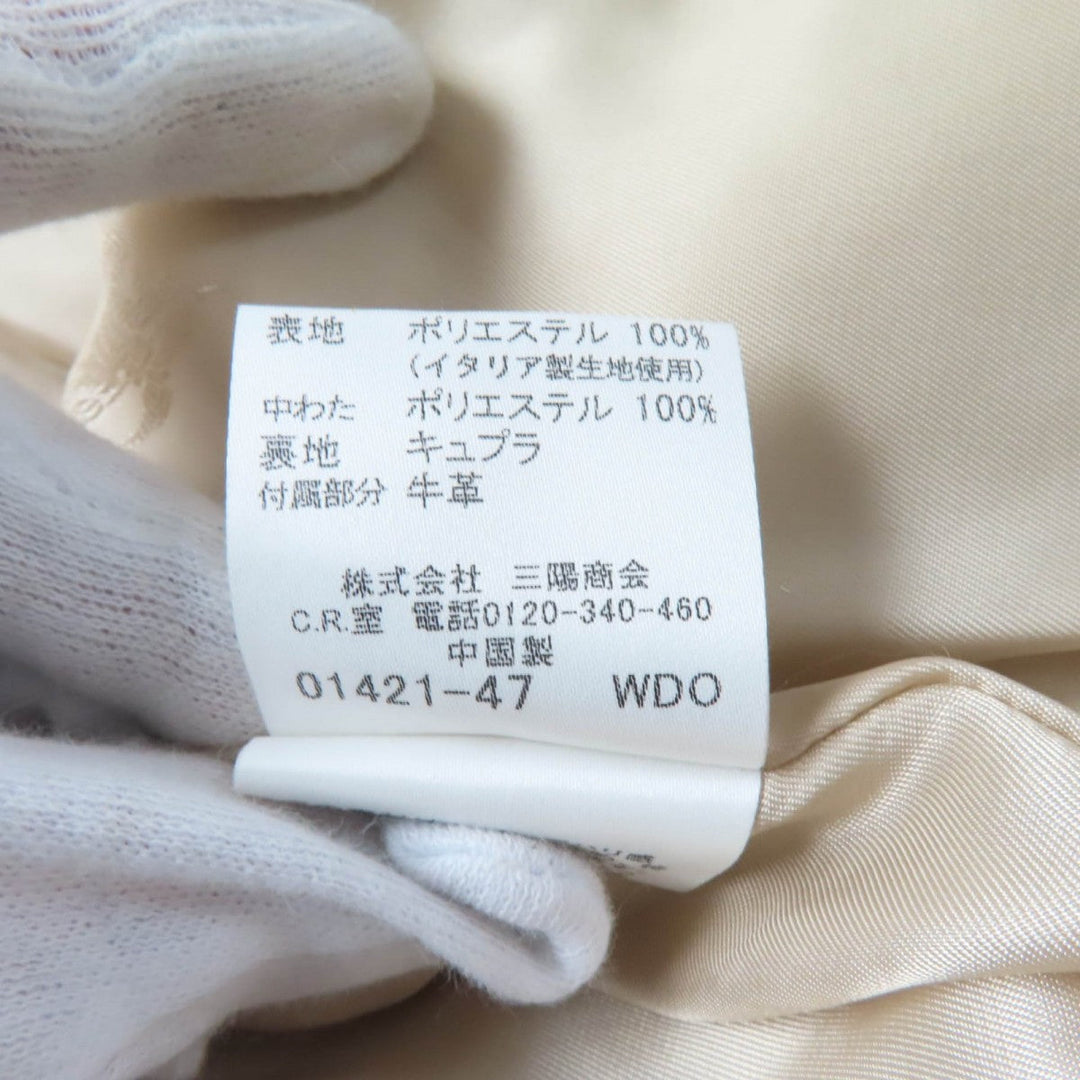 表地 ポリエステル 100%
(イタリア製生地使用)
中わた ポリエステル 100%
裏地 キュプラ
付属部分 牛革
株式会社 三陽商会
C.R.室 電話0120-340-460
中国製
01421-47 WDO